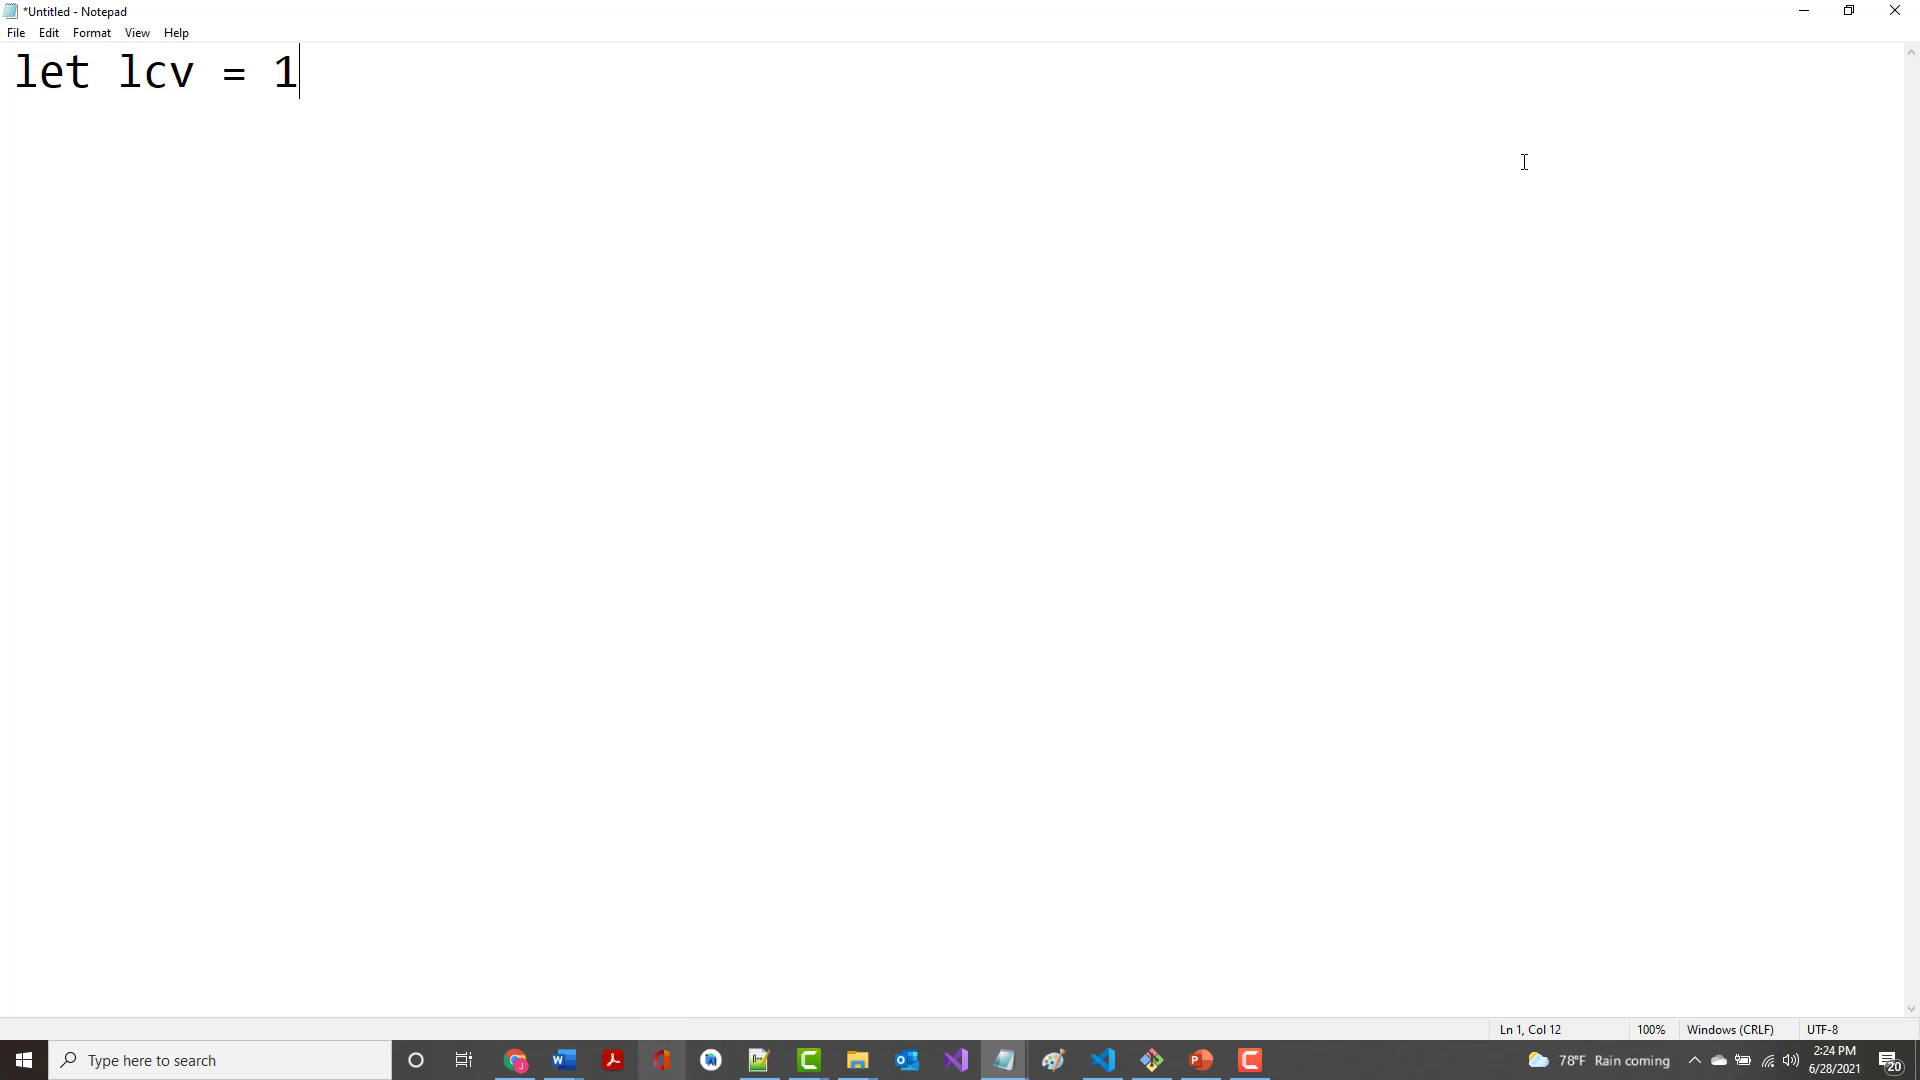 *Untitled - Notepad
File Edit Format View Help
let lcv = 1
Ln 1, Col 12 100% Windows (CRLF) UTF-8
Type here to search
78°F Rain coming
2:24 PM
6/28/2021
20